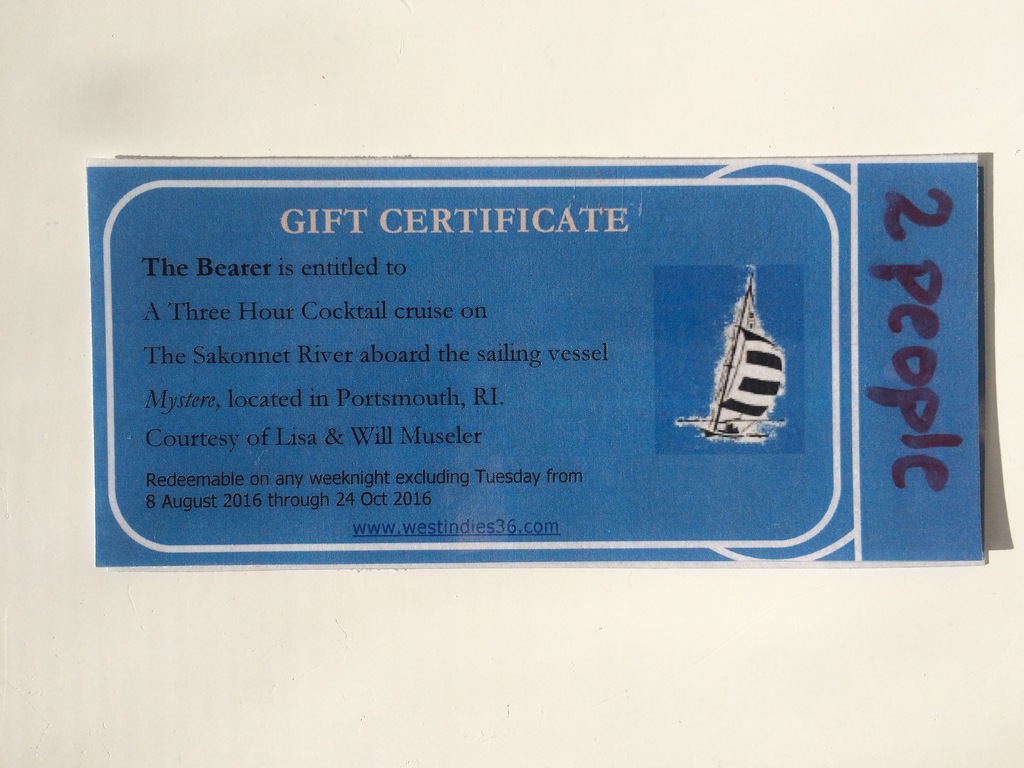 GIFT CERTIFICATE
The Bearer is entitled to
A Three Hour Cocktail cruise on
The Sakonnet River aboard the sailing vessel
Mystere, located in Portsmouth, RI.
Courtesy of Lisa & Will Museler
Redeemable on any weeknight excluding Tuesday from
8 August 2016 through 24 Oct 2016
www.westindies36.com
2 people